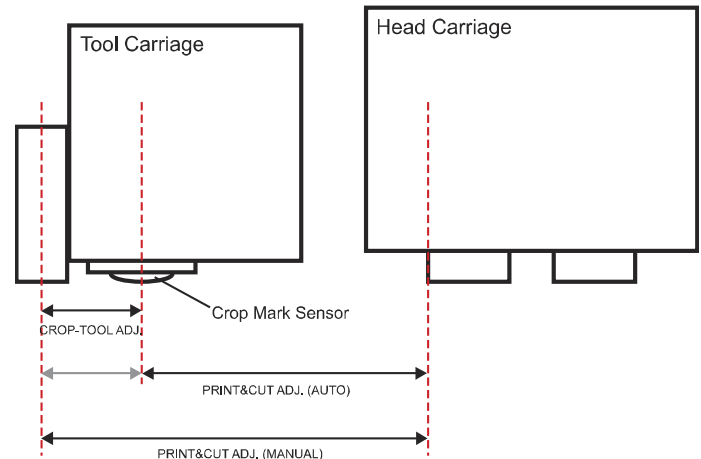 Tool Carriage
Head Carriage
Crop Mark Sensor
CROP-TOOL ADJ.
PRINT&CUT ADJ. (AUTO)
PRINT&CUT ADJ. (MANUAL)